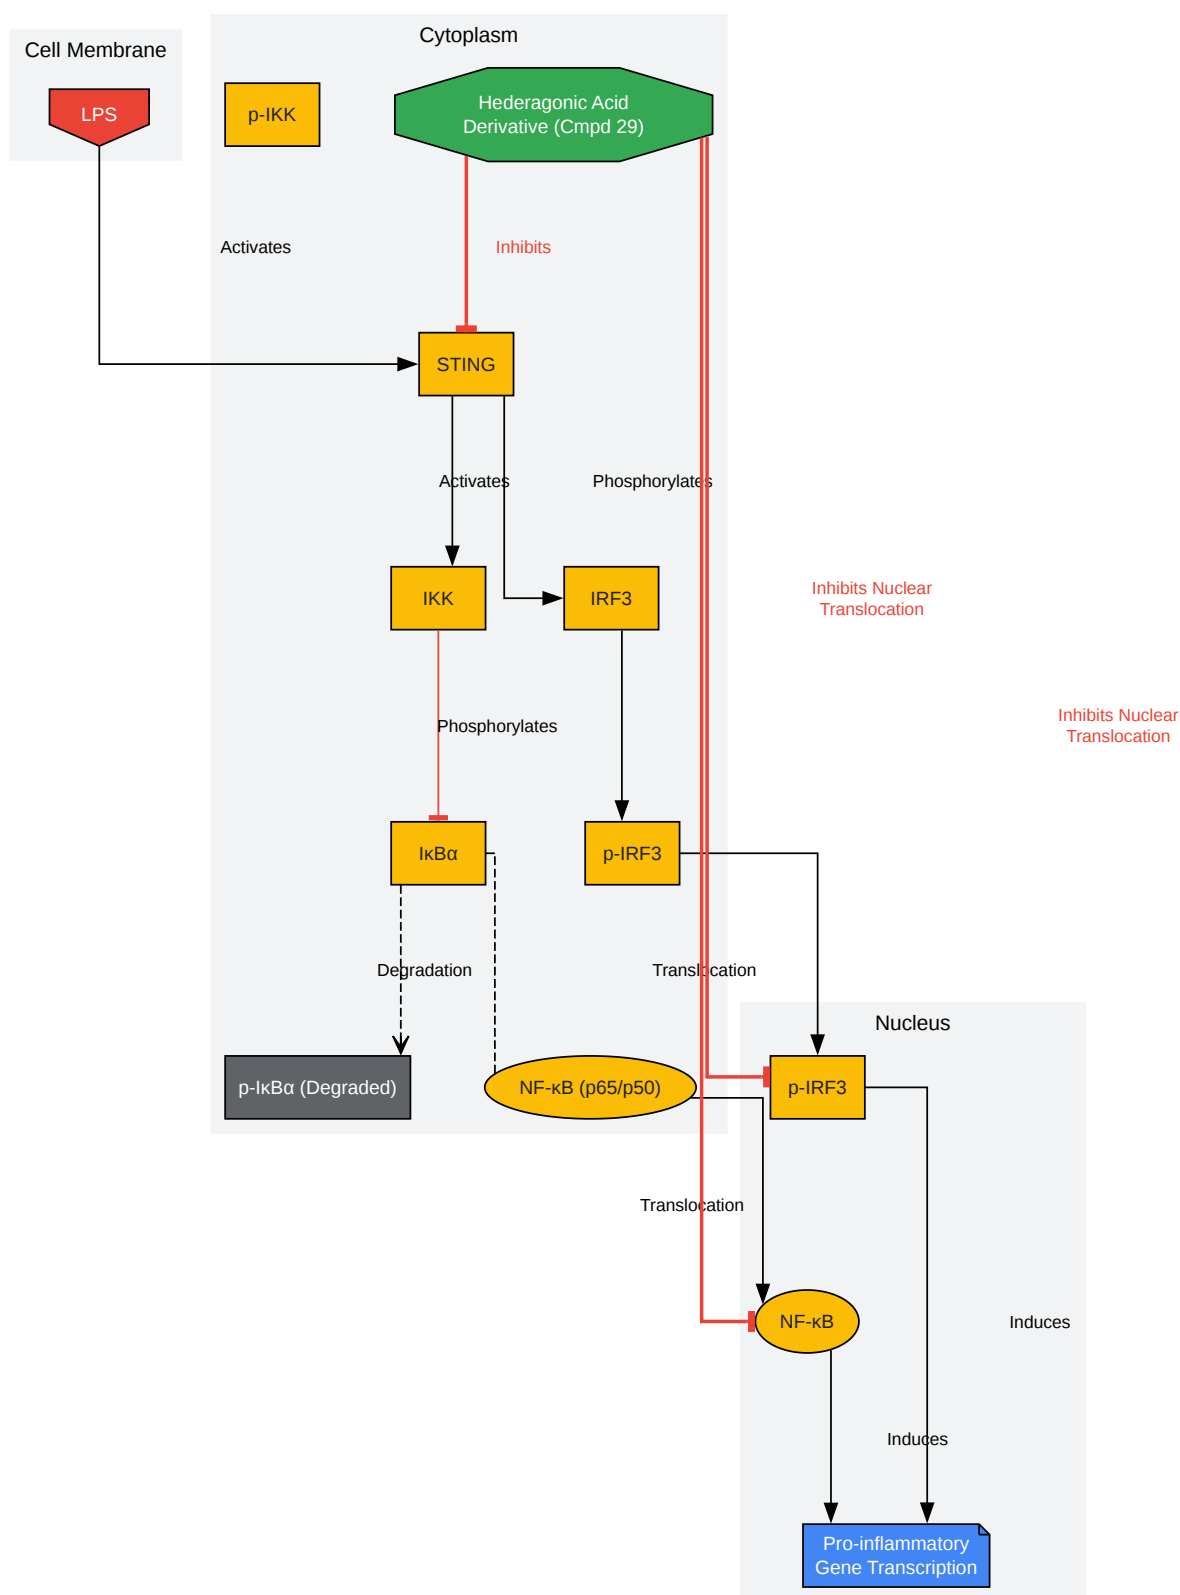 Cytoplasm
Cell Membrane
LPS
p-IKK
Hederagonic Acid
Derivative (Cmpd 29)
Activates
Inhibits
STING
Activates
Phosphorylates
IKK
IRF3
Inhibits Nuclear
Translocation
Inhibits Nuclear
Translocation
Phosphorylates
IκBα
p-IRF3
Degradation
Translocation
Nucleus
p-IκBα (Degraded)
NF-κB (p65/p50)
p-IRF3
Translocation
NF-κB
Induces
Induces
Pro-inflammatory
Gene Transcription